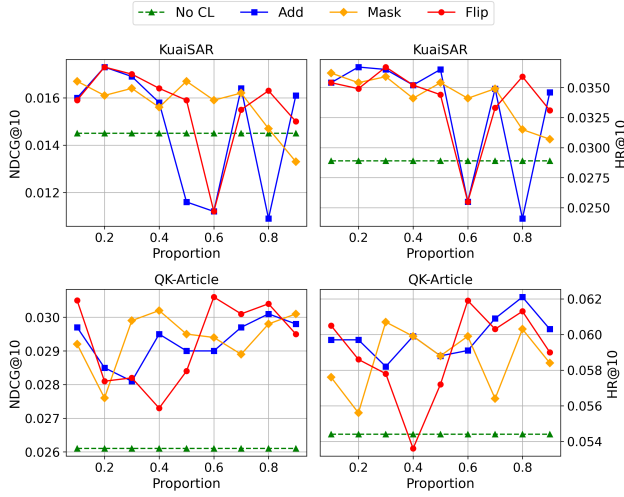 No CL Add Mask Flip
KuaiSAR KuaiSAR
0.016
0.014
0.012
NDCG@10
0.2 0.4 0.6 0.8
Proportion
0.0350
0.0325
0.0300
0.0275
0.0250
HR@10
0.2 0.4 0.6 0.8
Proportion
QK-Article QK-Article
0.030
0.029
0.028
0.027
0.026
NDCG@10
0.2 0.4 0.6 0.8
Proportion
0.062
0.060
0.058
0.056
0.054
HR@10
0.2 0.4 0.6 0.8
Proportion